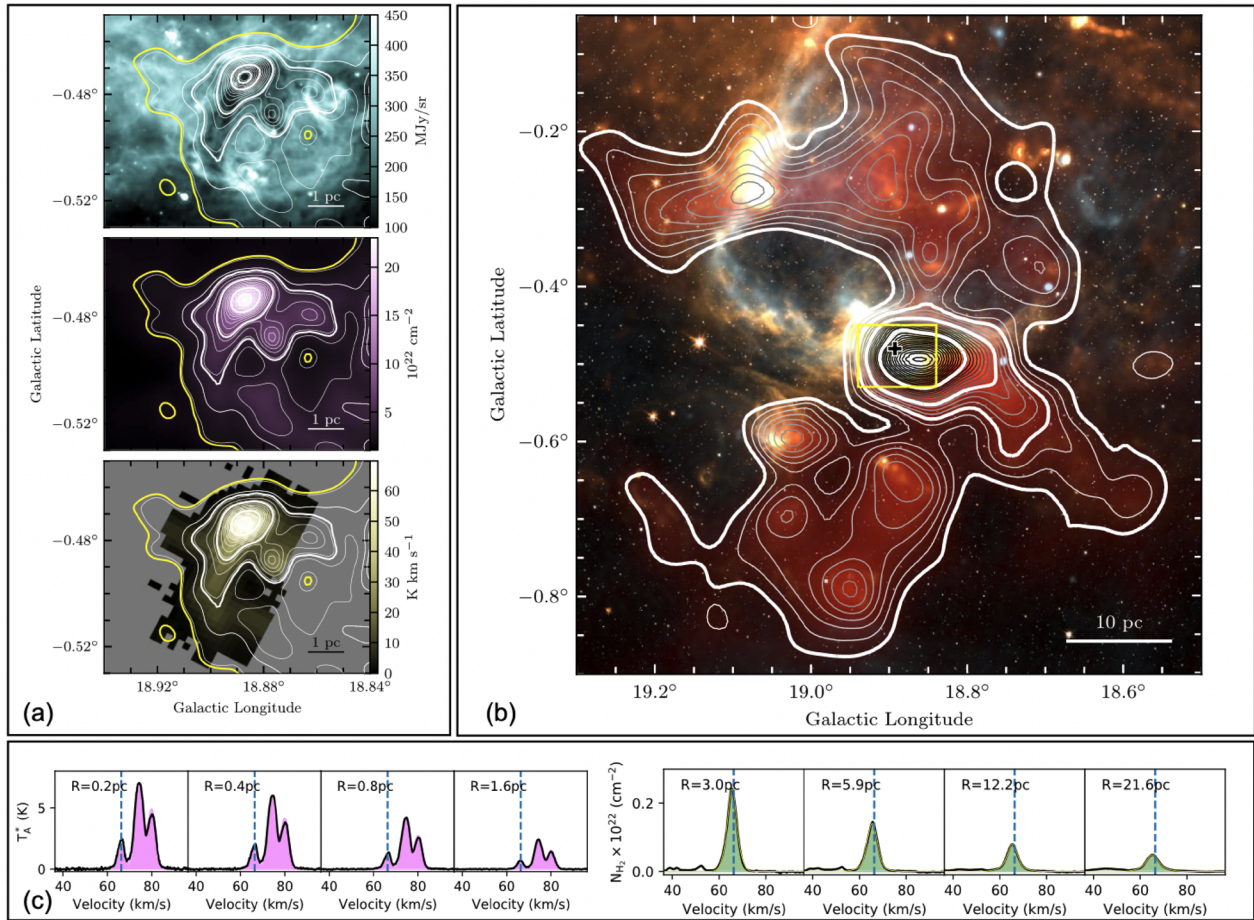 450
400
350
300
250
200
150
100
MJy/sr
−0.48°
−0.52°
1 pc
20
15
10
5
10²² cm⁻²
Galactic Latitude
−0.48°
−0.52°
1 pc
60
50
40
30
20
10
0
K km s⁻¹
−0.48°
−0.52°
1 pc
18.92°
18.88°
18.84°
Galactic Longitude
(a)
−0.2°
−0.4°
−0.6°
−0.8°
Galactic Latitude
10 pc
19.2°
19.0°
18.8°
18.6°
Galactic Longitude
(b)
T*A (K)
5
0
R=0.2pc
R=0.4pc
R=0.8pc
R=1.6pc
40 60 80
40 60 80
40 60 80
40 60 80
Velocity (km/s)
Velocity (km/s)
Velocity (km/s)
Velocity (km/s)
N_H₂ × 10²² (cm⁻²)
0.2
0.0
R=3.0pc
R=5.9pc
R=12.2pc
R=21.6pc
40 60 80
40 60 80
40 60 80
40 60 80
Velocity (km/s)
Velocity (km/s)
Velocity (km/s)
Velocity (km/s)
(c)